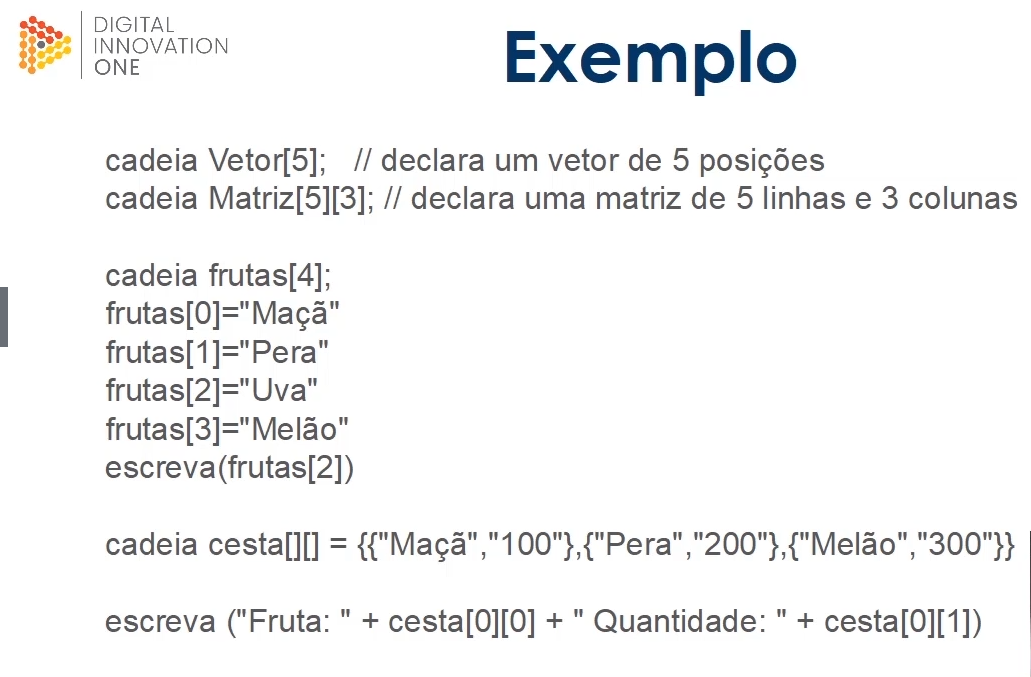 DIGITAL
INNOVATION
ONE
Exemplo
cadeia Vetor[5]; // declara um vetor de 5 posições
cadeia Matriz[5][3]; // declara uma matriz de 5 linhas e 3 colunas
cadeia frutas[4];
frutas[0]="Maçã"
frutas[1]="Pera"
frutas[2]="Uva"
frutas[3]="Melão"
escreva(frutas[2])
cadeia cesta[][] = {{"Maçã","100"},{"Pera","200"},{"Melão","300"}}
escreva ("Fruta: " + cesta[0][0] + " Quantidade: " + cesta[0][1])